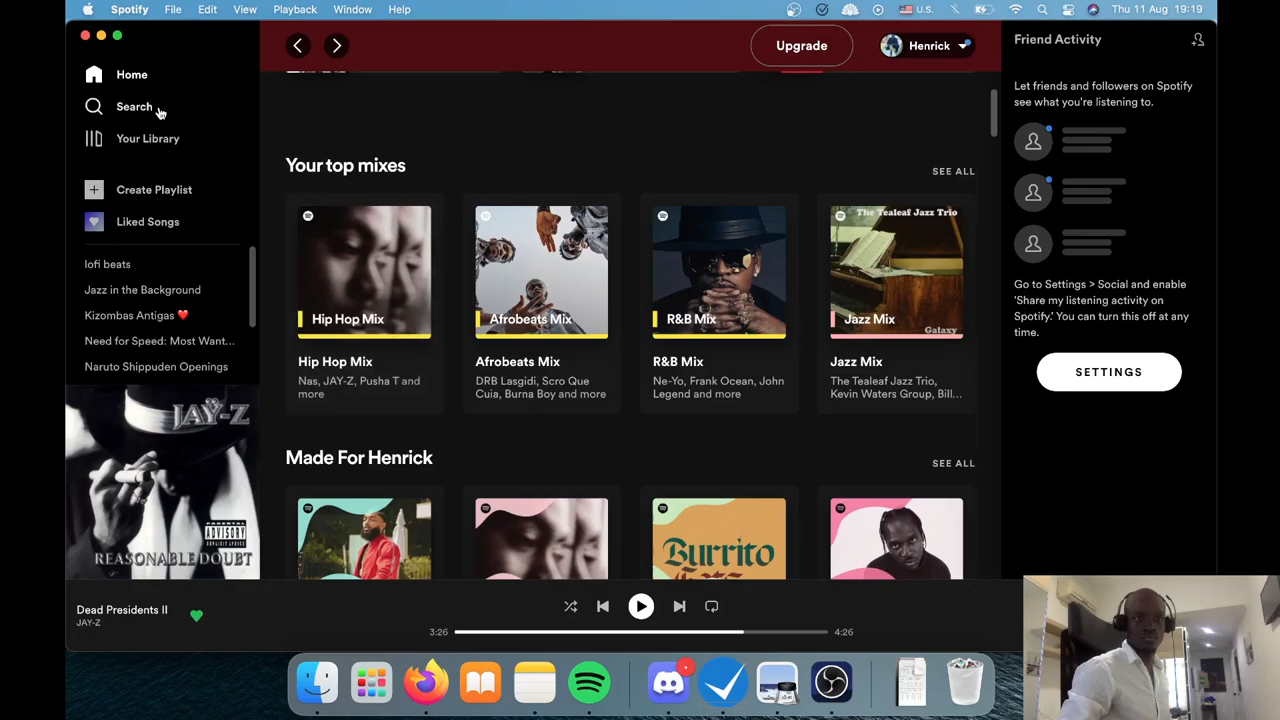 Spotify File Edit View Playback Window Help
U.S. Thu 11 Aug 19:19
Home
Search
Your Library
Create Playlist
Liked Songs
lofi beats
Jazz in the Background
Kizombas Antigas ❤️
Need for Speed: Most Want...
Naruto Shippuden Openings
JAŸ-Z
PARENTAL
ADVISORY
EXPLICIT LYRICS
REASONABLE DOUBT
Upgrade
Henrick
Your top mixes
SEE ALL
Hip Hop Mix
Afrobeats Mix
R&B Mix
The Tealeaf Jazz Trio
Jazz Mix
Galaxy
Hip Hop Mix
Nas, JAY-Z, Pusha T and
more
Afrobeats Mix
DRB Lasgidi, Scro Que
Cuia, Burna Boy and more
R&B Mix
Ne-Yo, Frank Ocean, John
Legend and more
Jazz Mix
The Tealeaf Jazz Trio,
Kevin Waters Group, Bill...
Made For Henrick
SEE ALL
Burrito
Friend Activity
Let friends and followers on Spotify
see what you're listening to.
Go to Settings > Social and enable
'Share my listening activity on
Spotify.' You can turn this off at any
time.
SETTINGS
Dead Presidents II
JAY-Z
3:26
4:26